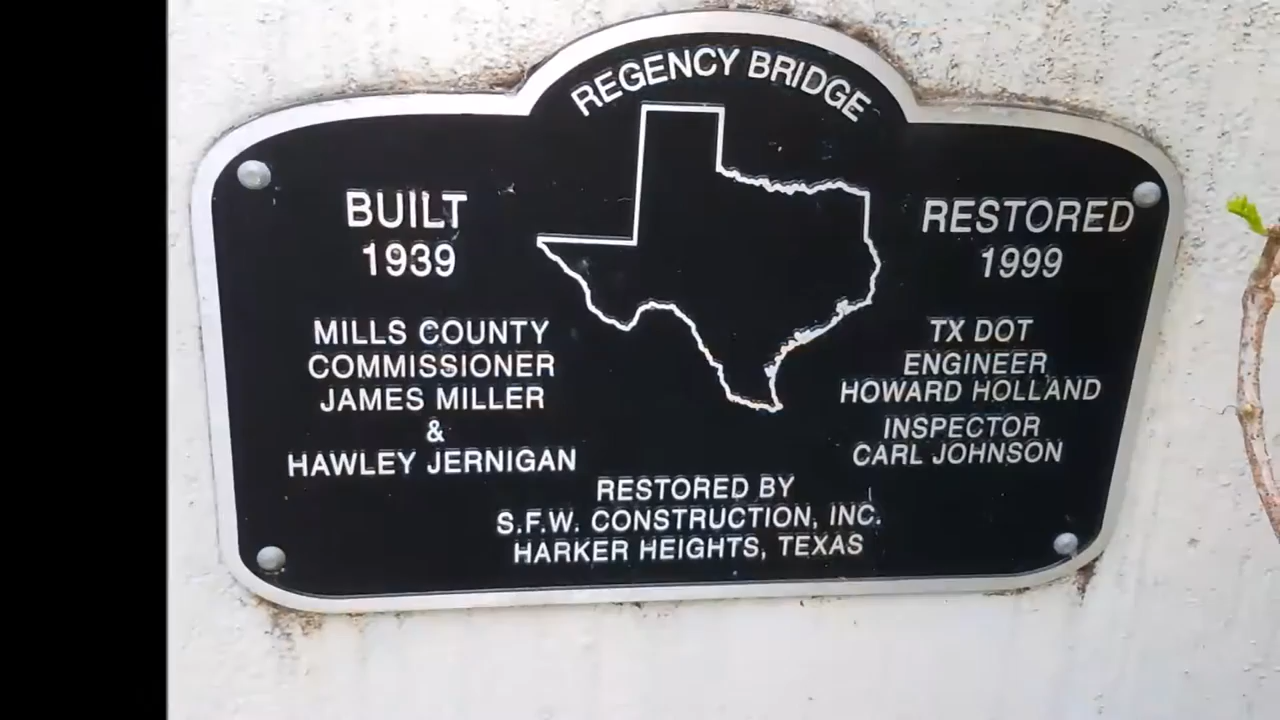 REGENCY BRIDGE
BUILT
1939
MILLS COUNTY
COMMISSIONER
JAMES MILLER
&
HAWLEY JERNIGAN
RESTORED
1999
TX DOT
ENGINEER
HOWARD HOLLAND
INSPECTOR
CARL JOHNSON
RESTORED BY
S.F.W. CONSTRUCTION, INC.
HARKER HEIGHTS, TEXAS